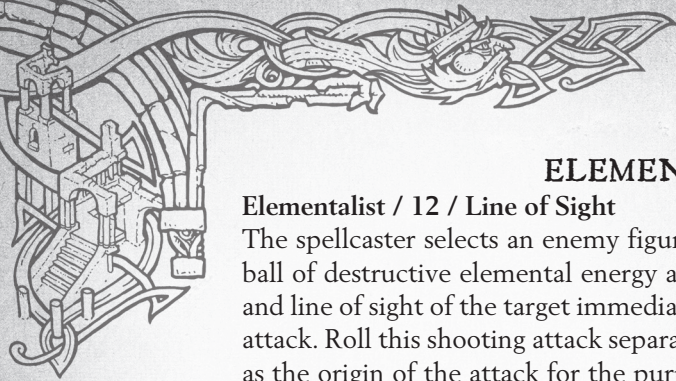 ELEMEN
Elementalist / 12 / Line of Sight
The spellcaster selects an enemy figur
ball of destructive elemental energy a
and line of sight of the target immedia
attack. Roll this shooting attack separa
as the origin of the attack for the pur